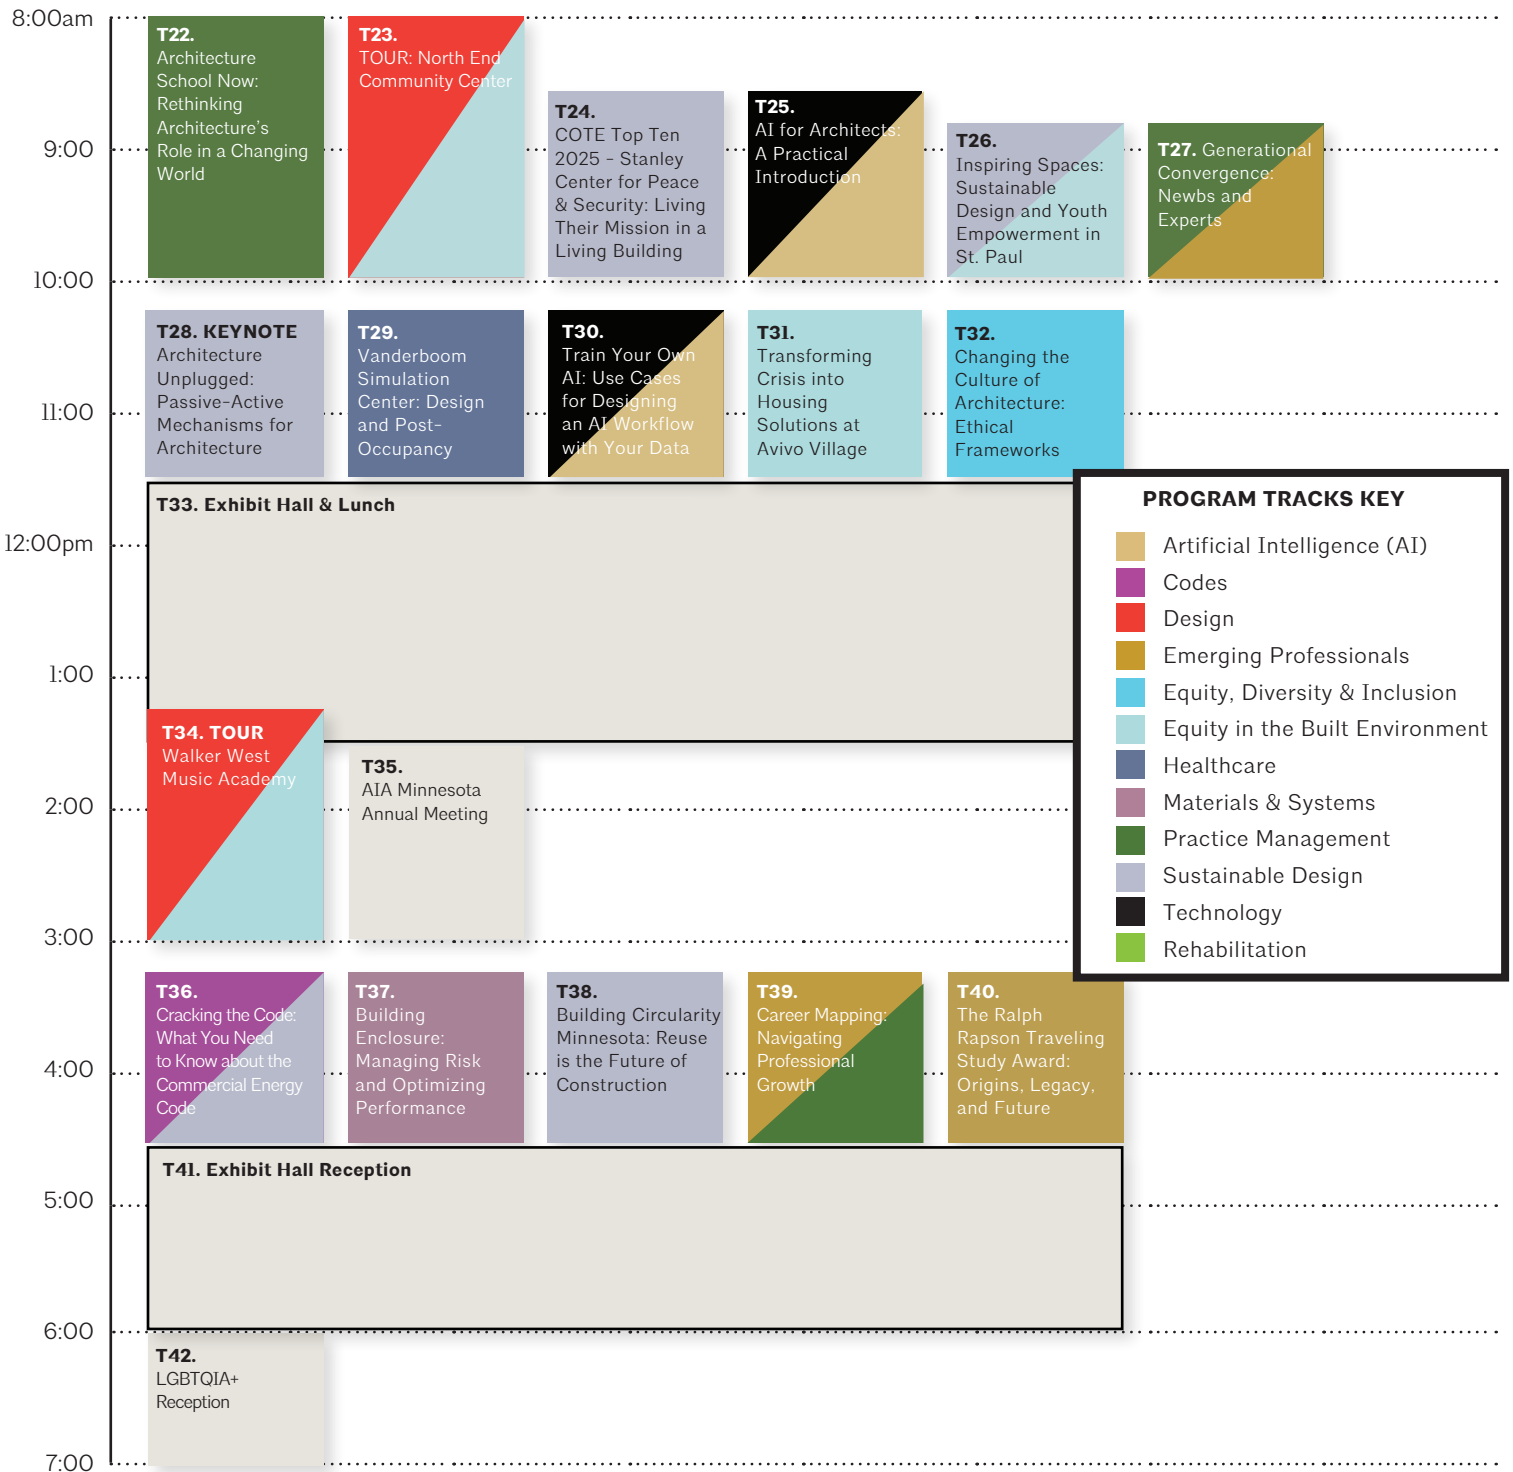 8:00am
T22.
Architecture
School Now:
Rethinking
Architecture's
Role in a Changing
World
T23.
TOUR: North End
Community Center
T24.
COTE Top Ten
2025 - Stanley
Center for Peace
& Security: Living
Their Mission in a
Living Building
T25.
AI for Architects:
A Practical
Introduction
T26.
Inspiring Spaces:
Sustainable
Design and Youth
Empowerment in
St. Paul
T27. Generational
Convergence:
Newbs and
Experts
9:00
10:00
T28. KEYNOTE
Architecture
Unplugged:
Passive-Active
Mechanisms for
Architecture
T29.
Vanderboom
Simulation
Center: Design
and Post-
Occupancy
T30.
Train Your Own
AI: Use Cases
for Designing
an AI Workflow
with Your Data
T31.
Transforming
Crisis into
Housing
Solutions at
Avivo Village
T32.
Changing the
Culture of
Architecture:
Ethical
Frameworks
11:00
T33. Exhibit Hall & Lunch
12:00pm
1:00
T34. TOUR
Walker West
Music Academy
T35.
AIA Minnesota
Annual Meeting
2:00
3:00
PROGRAM TRACKS KEY
Artificial Intelligence (AI)
Codes
Design
Emerging Professionals
Equity, Diversity & Inclusion
Equity in the Built Environment
Healthcare
Materials & Systems
Practice Management
Sustainable Design
Technology
Rehabilitation
T36.
Cracking the Code:
What You Need
to Know about the
Commercial Energy
Code
T37.
Building
Enclosure:
Managing Risk
and Optimizing
Performance
T38.
Building Circularity
Minnesota: Reuse
is the Future of
Construction
T39.
Career Mapping:
Navigating
Professional
Growth
T40.
The Ralph
Rapson Traveling
Study Award:
Origins, Legacy,
and Future
4:00
T41. Exhibit Hall Reception
5:00
6:00
T42.
LGBTQIA+
Reception
7:00